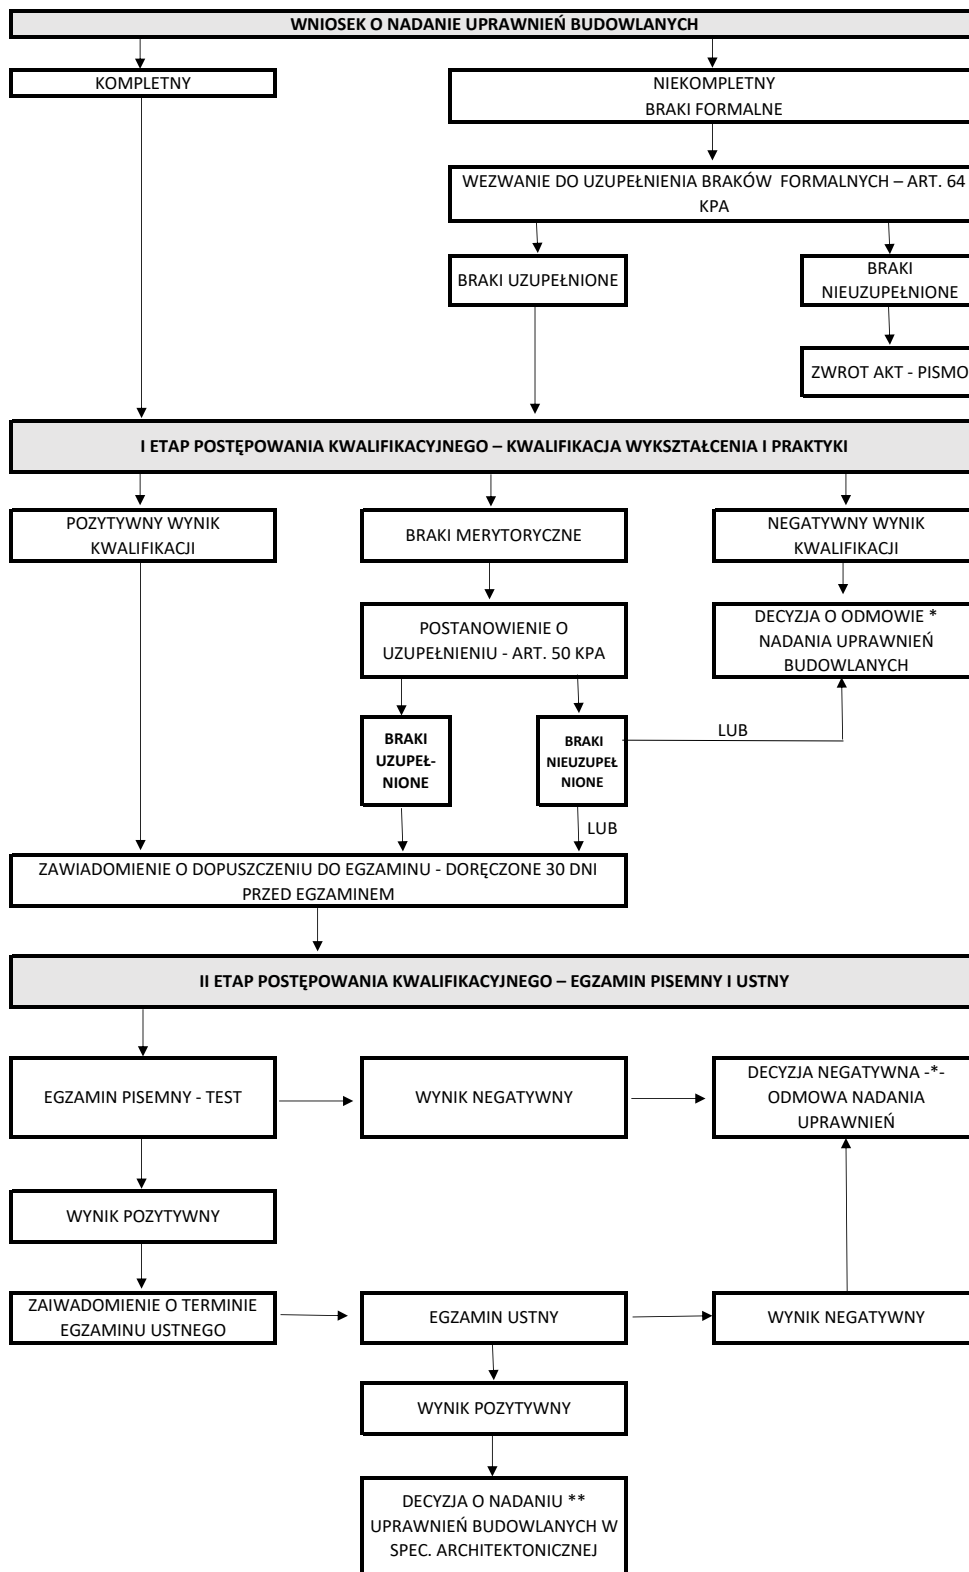 WNIOSEK O NADANIE UPRAWNIEŃ BUDOWLANYCH
KOMPLETNY
NIEKOMPLETNY
BRAKI FORMALNE
WEZWANIE DO UZUPEŁNIENIA BRAKÓW FORMALNYCH – ART. 64
KPA
BRAKI UZUPEŁNIONE
BRAKI
NIEUZUPEŁNIONE
ZWROT AKT - PISMO
I ETAP POSTĘPOWANIA KWALIFIKACYJNEGO – KWALIFIKACJA WYKSZTAŁCENIA I PRAKTYKI
POZYTYWNY WYNIK
KWALIFIKACJI
BRAKI MERYTORYCZNE
NEGATYWNY WYNIK
KWALIFIKACJI
POSTANOWIENIE O
UZUPEŁNIENIU - ART. 50 KPA
DECYZJA O ODMOWIE *
NADANIA UPRAWNIEŃ
BUDOWLANYCH
BRAKI
UZUPEŁ-
NIONE
BRAKI
NIEUZUPEŁ
NIONE
LUB
LUB
ZAWIADOMIENIE O DOPUSZCZENIU DO EGZAMINU - DORĘCZONE 30 DNI
PRZED EGZAMINEM
II ETAP POSTĘPOWANIA KWALIFIKACYJNEGO – EGZAMIN PISEMNY I USTNY
EGZAMIN PISEMNY - TEST
WYNIK NEGATYWNY
DECYZJA NEGATYWNA -*-
ODMOWA NADANIA
UPRAWNIEŃ
WYNIK POZYTYWNY
ZAIWADOMIENIE O TERMINIE
EGZAMINU USTNEGO
EGZAMIN USTNY
WYNIK NEGATYWNY
WYNIK POZYTYWNY
DECYZJA O NADANIU **
UPRAWNIEŃ BUDOWLANYCH W
SPEC. ARCHITEKTONICZNEJ